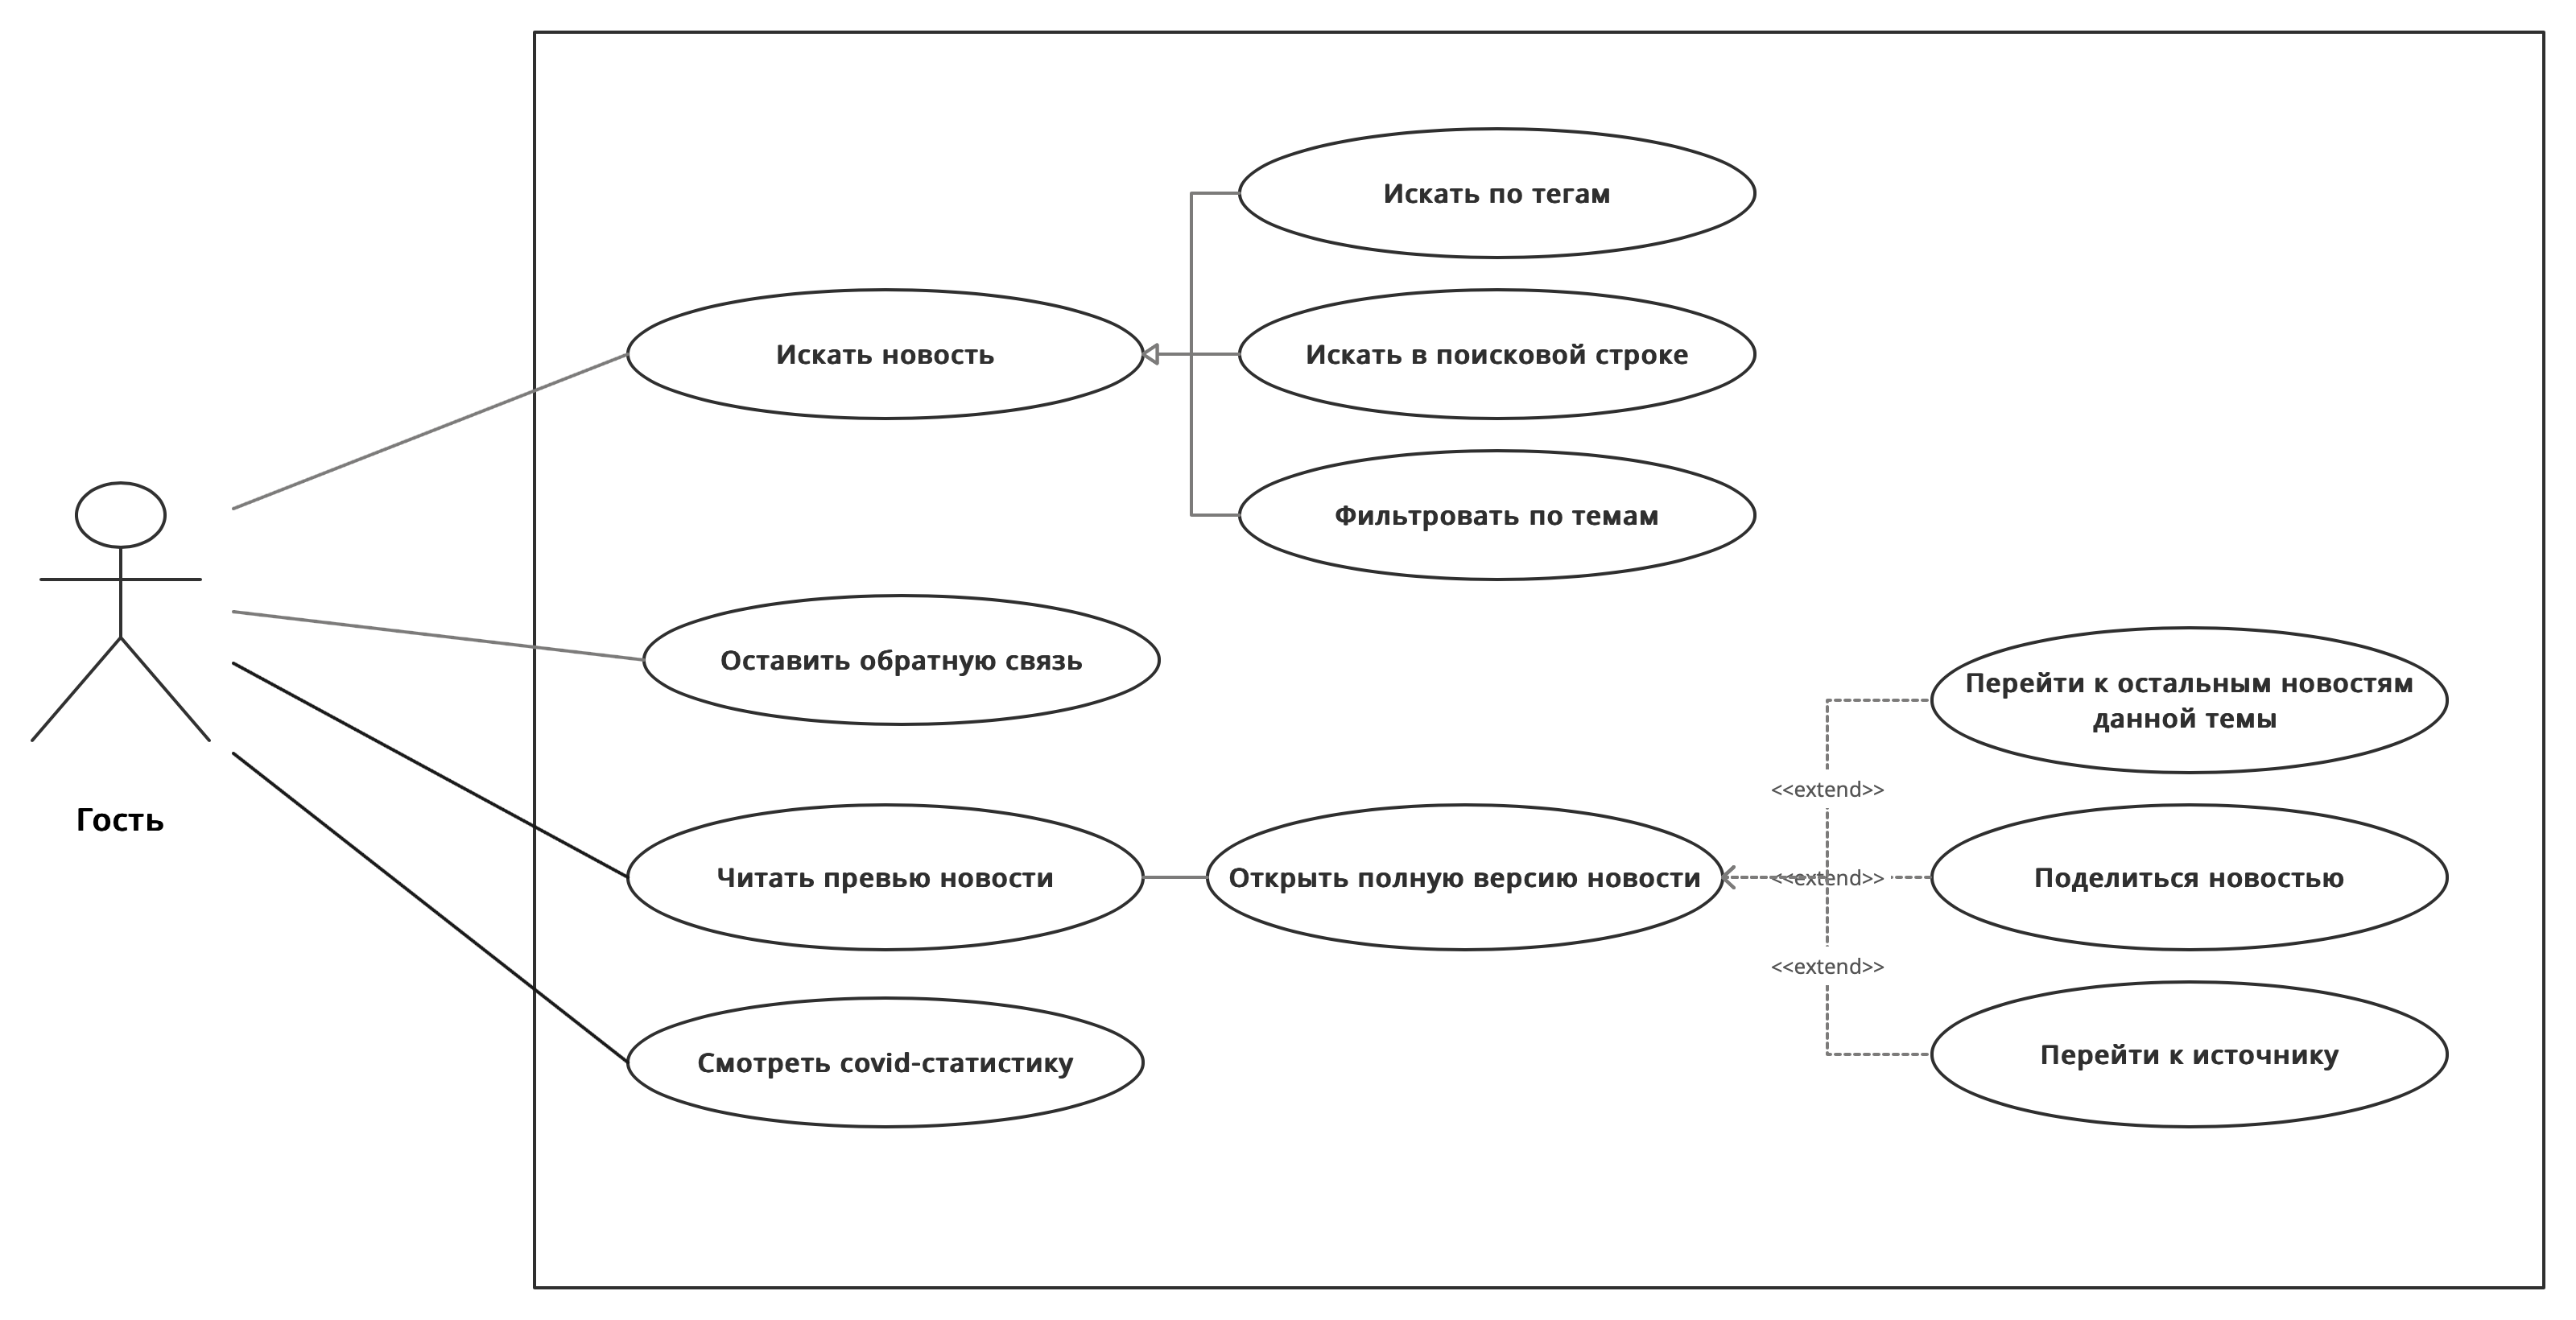 Искать по тегам
Искать новость
Искать в поисковой строке
Фильтровать по темам
Оставить обратную связь
Перейти к остальным новостям
данной темы
<<extend>>
Гость
Читать превью новости
Открыть полную версию новости
<<extend>>
Поделиться новостью
<<extend>>
Смотреть covid-статистику
Перейти к источнику